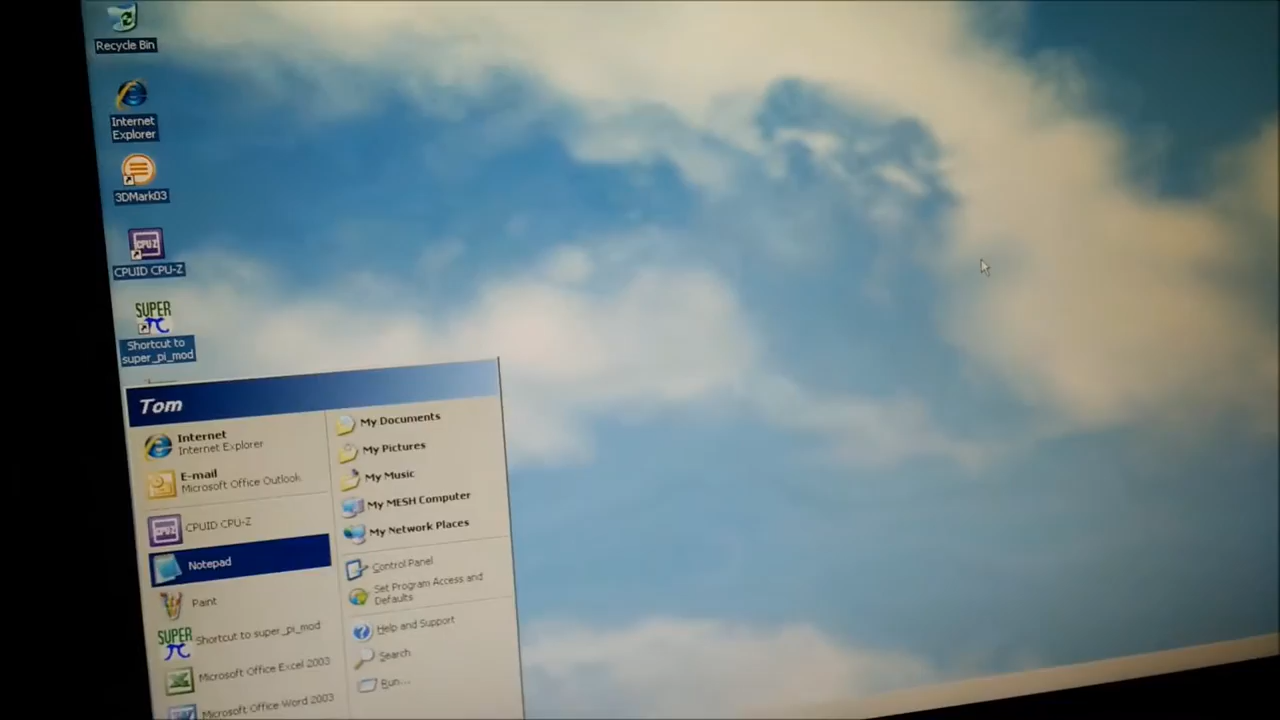 Recycle Bin
Internet
Explorer
3DMark03
CPU-Z
CPUID CPU-Z
SUPER
Shortcut to
super_pi_mod
Tom
Internet
Internet Explorer
E-mail
Microsoft Office Outlook
CPU-Z
CPUID CPU-Z
Notepad
Paint
SUPER
Shortcut to super_pi_mod
Microsoft Office Excel 2003
Microsoft Office Word 2003
My Documents
My Pictures
My Music
My MESH Computer
My Network Places
Control Panel
Set Program Access and
Defaults
Help and Support
Search
Run...